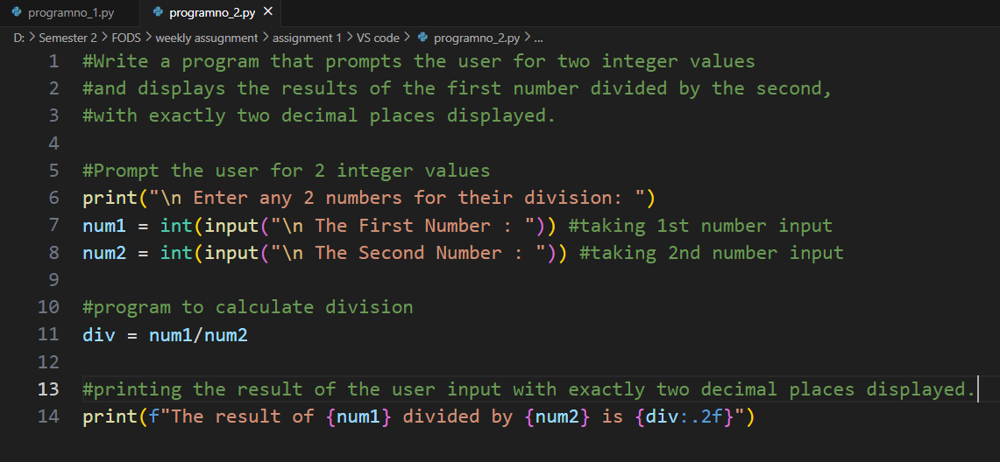 programno_1.py programno_2.py ×
D: > Semester 2 > FODS > weekly assugnment > assignment 1 > VS code > programno_2.py > ...
1 #Write a program that prompts the user for two integer values
2 #and displays the results of the first number divided by the second,
3 #with exactly two decimal places displayed.
4
5 #Prompt the user for 2 integer values
6 print("\n Enter any 2 numbers for their division: ")
7 num1 = int(input("\n The First Number : ")) #taking 1st number input
8 num2 = int(input("\n The Second Number : ")) #taking 2nd number input
9
10 #program to calculate division
11 div = num1/num2
12
13 #printing the result of the user input with exactly two decimal places displayed.
14 print(f"The result of {num1} divided by {num2} is {div:.2f}")